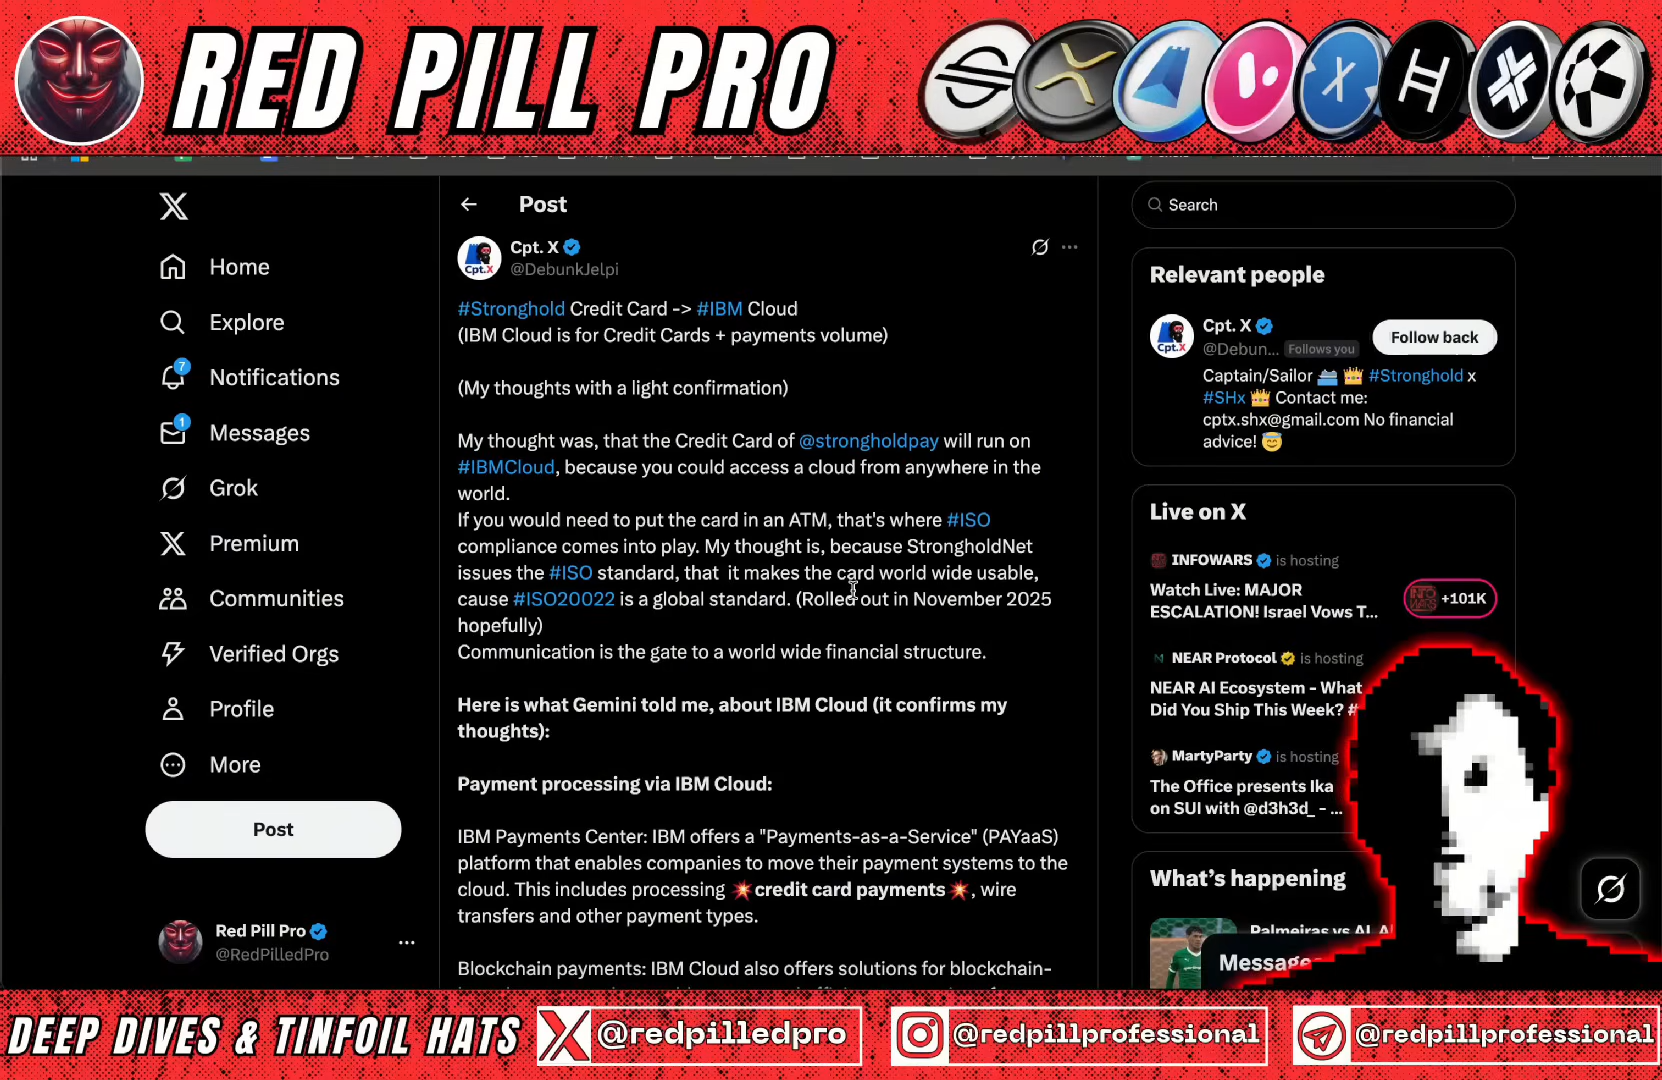 RED PILL PRO
Post
Search
Home
Explore
7
Notifications
1
Messages
Grok
Premium
Communities
Verified Orgs
Profile
More
Post
Red Pill Pro
@RedPilledPro
Cpt. X
@DebunkJelpi
#Stronghold Credit Card -> #IBM Cloud
(IBM Cloud is for Credit Cards + payments volume)
(My thoughts with a light confirmation)
My thought was, that the Credit Card of @strongholdpay will run on
#IBMCloud, because you could access a cloud from anywhere in the
world.
If you would need to put the card in an ATM, that's where #ISO
compliance comes into play. My thought is, because StrongholdNet
issues the #ISO standard, that it makes the card world wide usable,
cause #ISO20022 is a global standard. (Rolled out in November 2025
hopefully)
Communication is the gate to a world wide financial structure.
Here is what Gemini told me, about IBM Cloud (it confirms my
thoughts):
Payment processing via IBM Cloud:
IBM Payments Center: IBM offers a "Payments-as-a-Service" (PAYaaS)
platform that enables companies to move their payment systems to the
cloud. This includes processing 💥credit card payments💥, wire
transfers and other payment types.
Blockchain payments: IBM Cloud also offers solutions for blockchain-
Relevant people
Cpt. X
@Debun... Follows you
Follow back
Captain/Sailor 🚢 👑 #Stronghold x
#SHx 👑 Contact me:
cptx.shx@gmail.com No financial
advice! 😇
Live on X
INFOWARS is hosting
Watch Live: MAJOR
ESCALATION! Israel Vows T...
+101K
NEAR Protocol is hosting
NEAR AI Ecosystem - What
Did You Ship This Week? #
MartyParty is hosting
The Office presents Ika
on SUI with @d3h3d_ - ...
What's happening
Palmeiras vs Al A
Message
DEEP DIVES & TINFOIL HATS
@redpilledpro
@redpillprofessional
@redpillprofessional